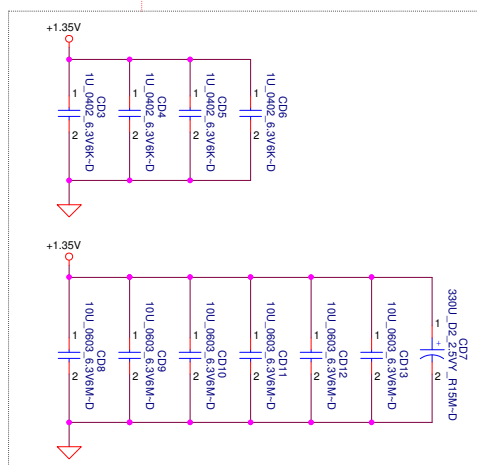 +1.35V
1
2
CD3
1U_0402_6.3V6K~D
1
2
CD4
1U_0402_6.3V6K~D
1
2
CD5
1U_0402_6.3V6K~D
1
2
CD6
1U_0402_6.3V6K~D
+1.35V
1
2
CD8
10U_0603_6.3V6M~D
1
2
CD9
10U_0603_6.3V6M~D
1
2
CD10
10U_0603_6.3V6M~D
1
2
CD11
10U_0603_6.3V6M~D
1
2
CD12
10U_0603_6.3V6M~D
1
2
CD13
10U_0603_6.3V6M~D
1
+
2
CD7
330U_D2_2.5VY_R15M~D